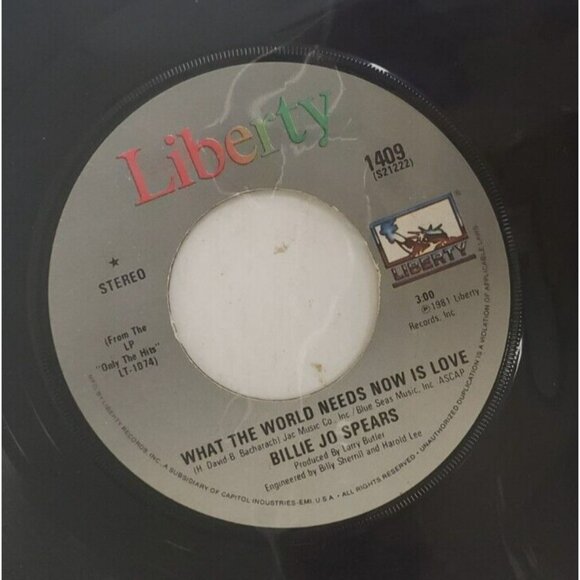 Liberty
1409
(S21222)
★
STEREO
LIBERTY
®
3:00
℗1981 Liberty
Records, Inc.
(From The
LP
"Only The Hits"
LT-1074)
WHAT THE WORLD NEEDS NOW IS LOVE
(H. David-B. Bacharach) Jac Music Co., Inc./Blue Seas Music, Inc. ASCAP
BILLIE JO SPEARS
Produced By Larry Butler
Engineered by Billy Sherrill and Harold Lee
MFG. BY LIBERTY RECORDS, INC., A SUBSIDIARY OF CAPITOL INDUSTRIES-EMI, U.S.A. • ALL RIGHTS RESERVED • UNAUTHORIZED DUPLICATION IS A VIOLATION OF APPLICABLE LAWS.